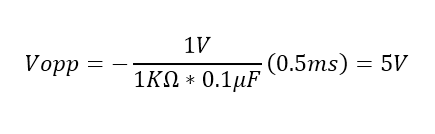 Vopp = − 1V / 1KΩ * 0.1μF (0.5ms) = 5V